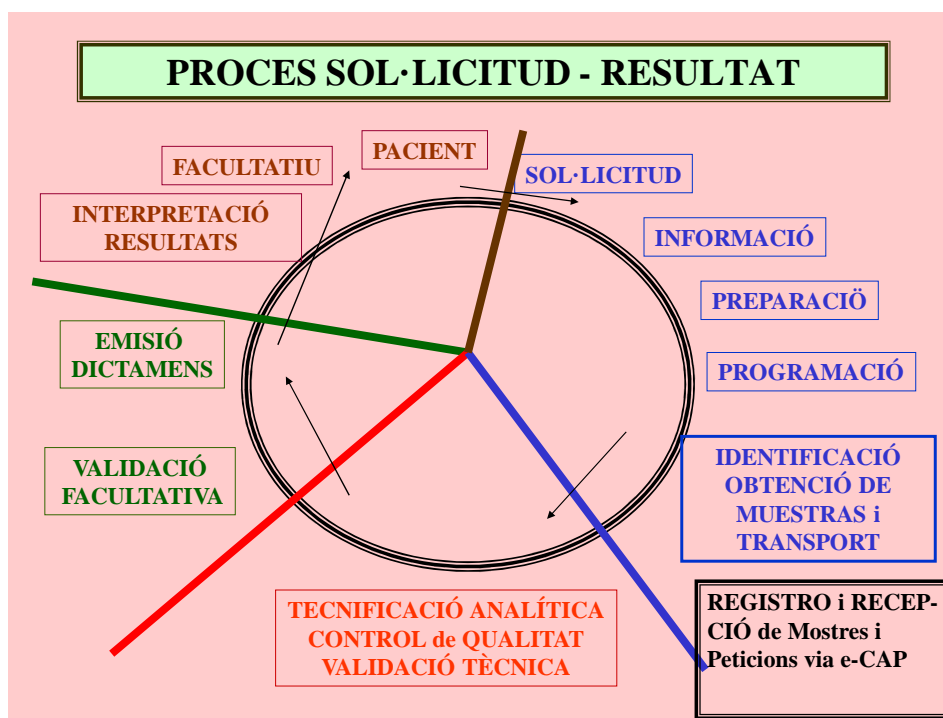 PROCES SOL·LICITUD - RESULTAT
PACIENT
FACULTATIU
SOL·LICITUD
INTERPRETACIÓ
RESULTATS
INFORMACIÓ
PREPARACIÖ
EMISIÓ
DICTAMENS
PROGRAMACIÓ
VALIDACIÓ
FACULTATIVA
IDENTIFICACIÓ
OBTENCIÓ DE
MUESTRAS i
TRANSPORT
TECNIFICACIÓ ANALÍTICA
CONTROL de QUALITAT
VALIDACIÓ TÈCNICA
REGISTRO i RECEP-
CIÓ de Mostres i
Peticions via e-CAP